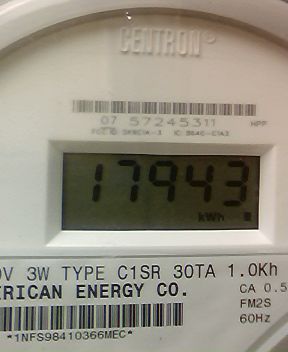 CENTRON®
07 57245311 HPP
17943
kWh
0V 3W TYPE C1SR 30TA 1.0Kh
ERICAN ENERGY CO.
CA 0.5
FM2S
60Hz
*1NFS98410366MEC*